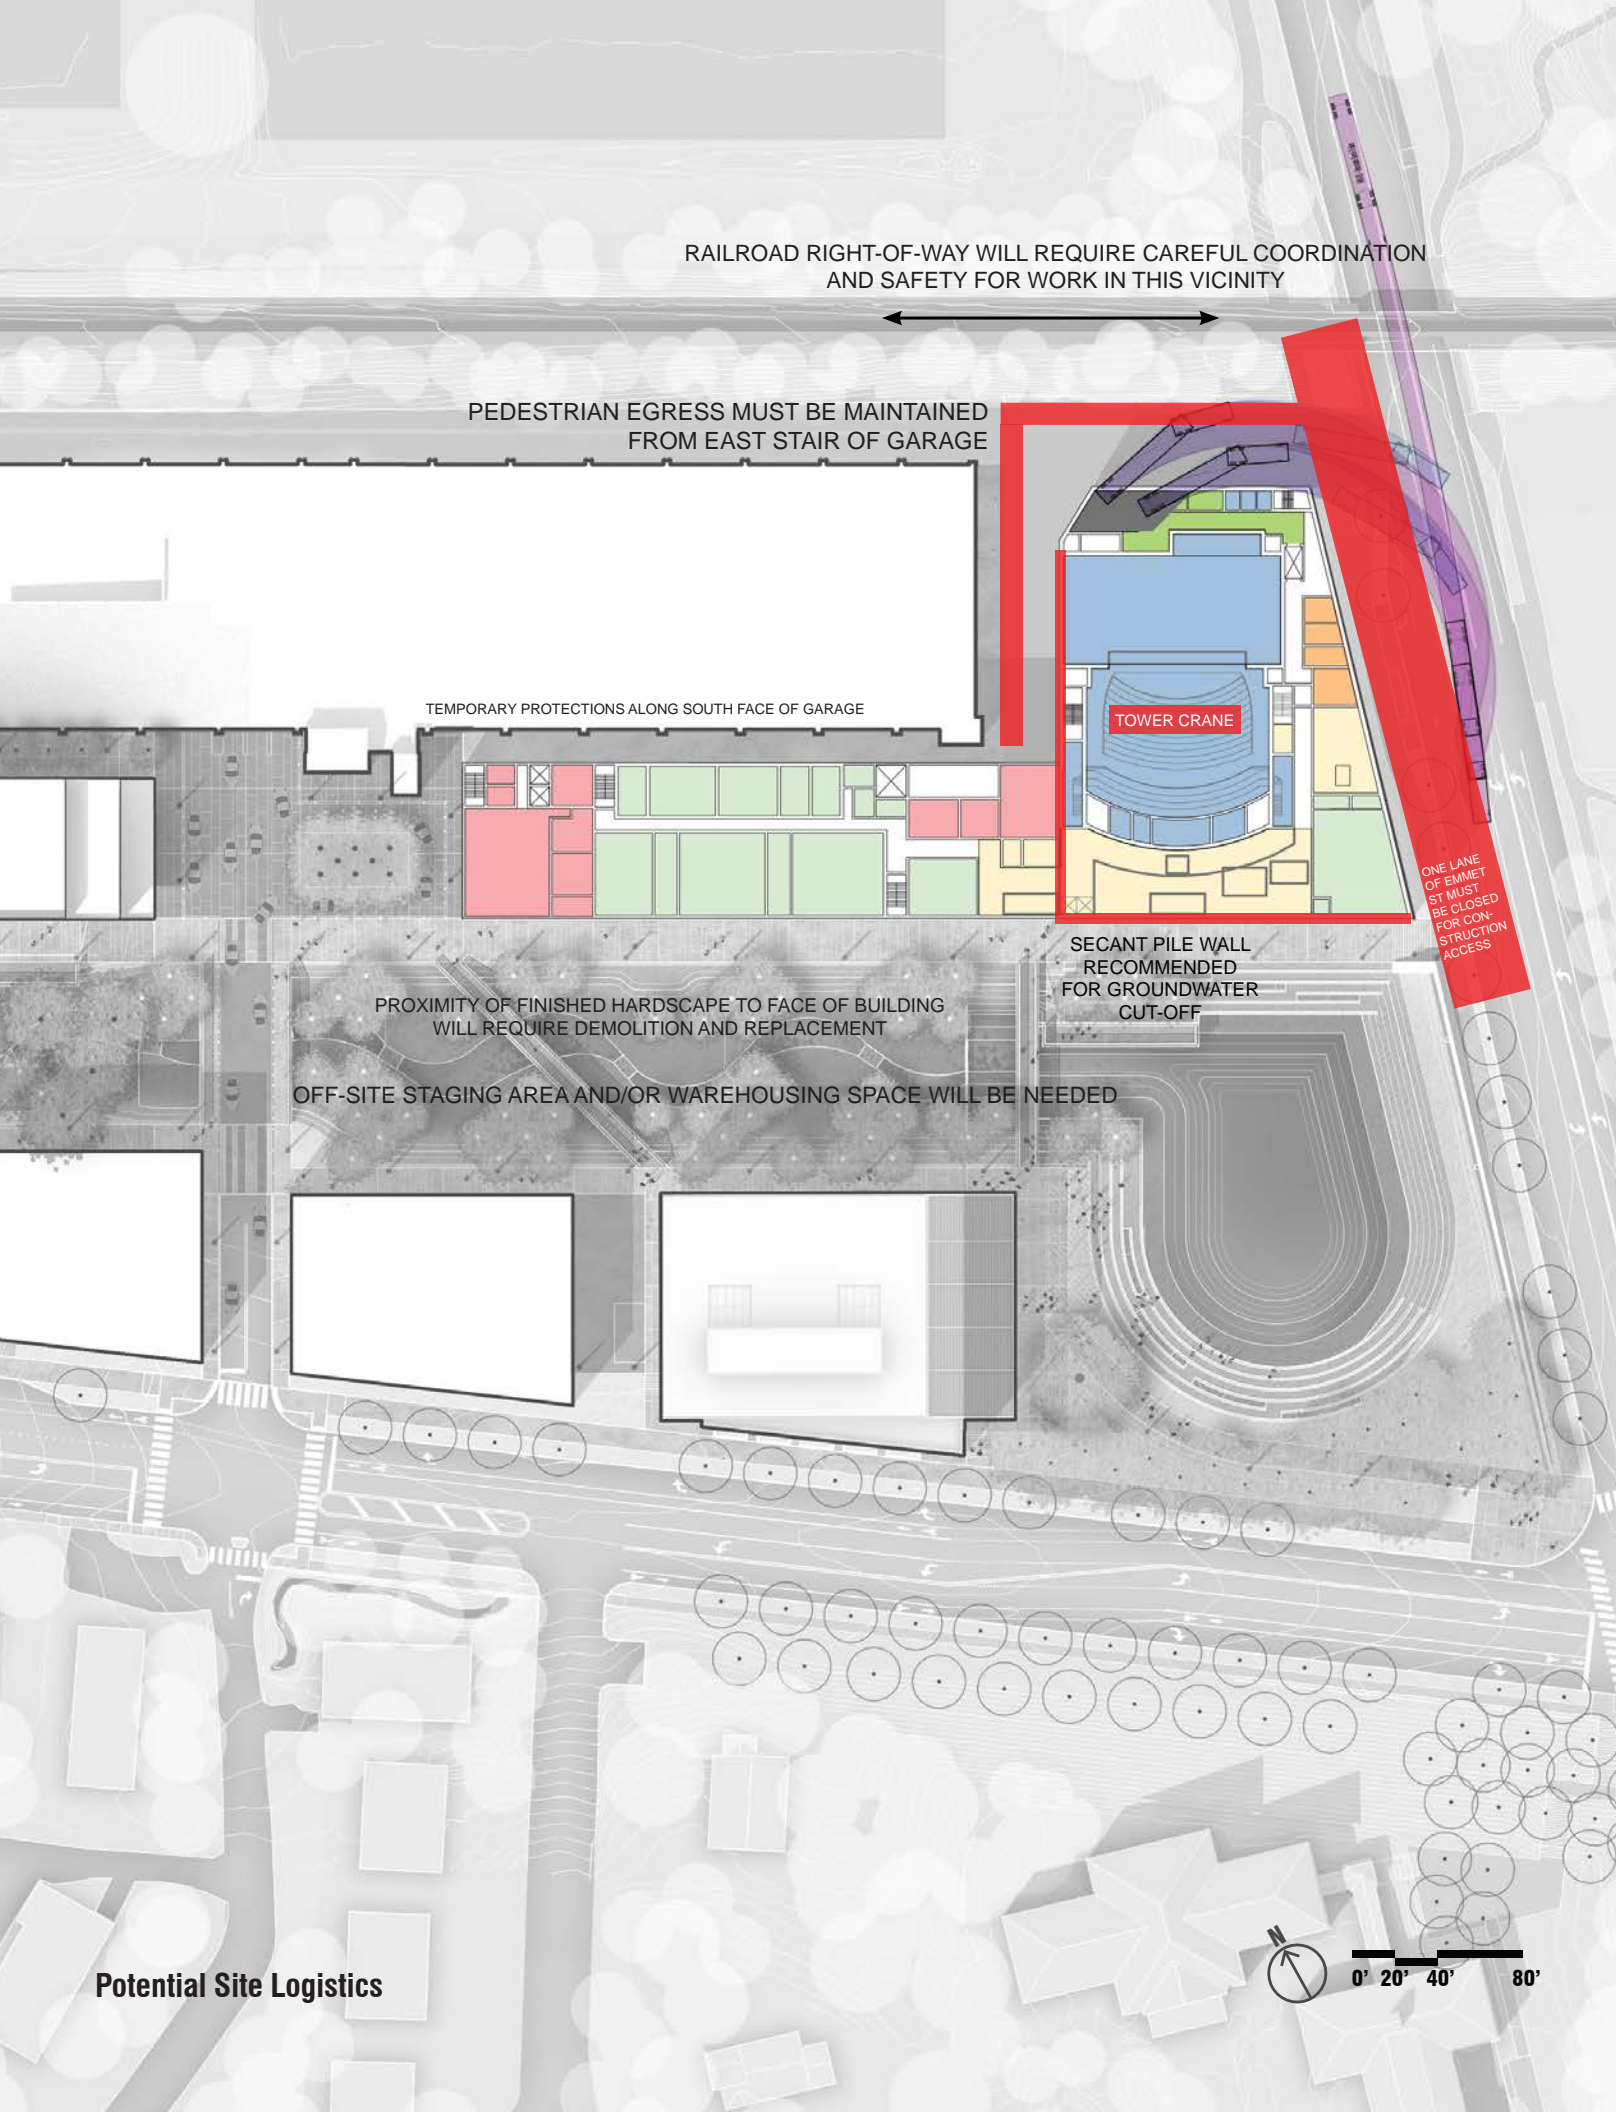 RAILROAD RIGHT-OF-WAY WILL REQUIRE CAREFUL COORDINATION
AND SAFETY FOR WORK IN THIS VICINITY
PEDESTRIAN EGRESS MUST BE MAINTAINED
FROM EAST STAIR OF GARAGE
TEMPORARY PROTECTIONS ALONG SOUTH FACE OF GARAGE
TOWER CRANE
ONE LANE
OF EMMET
ST MUST
BE CLOSED
FOR CON-
STRUCTION
ACCESS
SECANT PILE WALL
RECOMMENDED
FOR GROUNDWATER
CUT-OFF
PROXIMITY OF FINISHED HARDSCAPE TO FACE OF BUILDING
WILL REQUIRE DEMOLITION AND REPLACEMENT
OFF-SITE STAGING AREA AND/OR WAREHOUSING SPACE WILL BE NEEDED
N
0' 20' 40' 80'
Potential Site Logistics